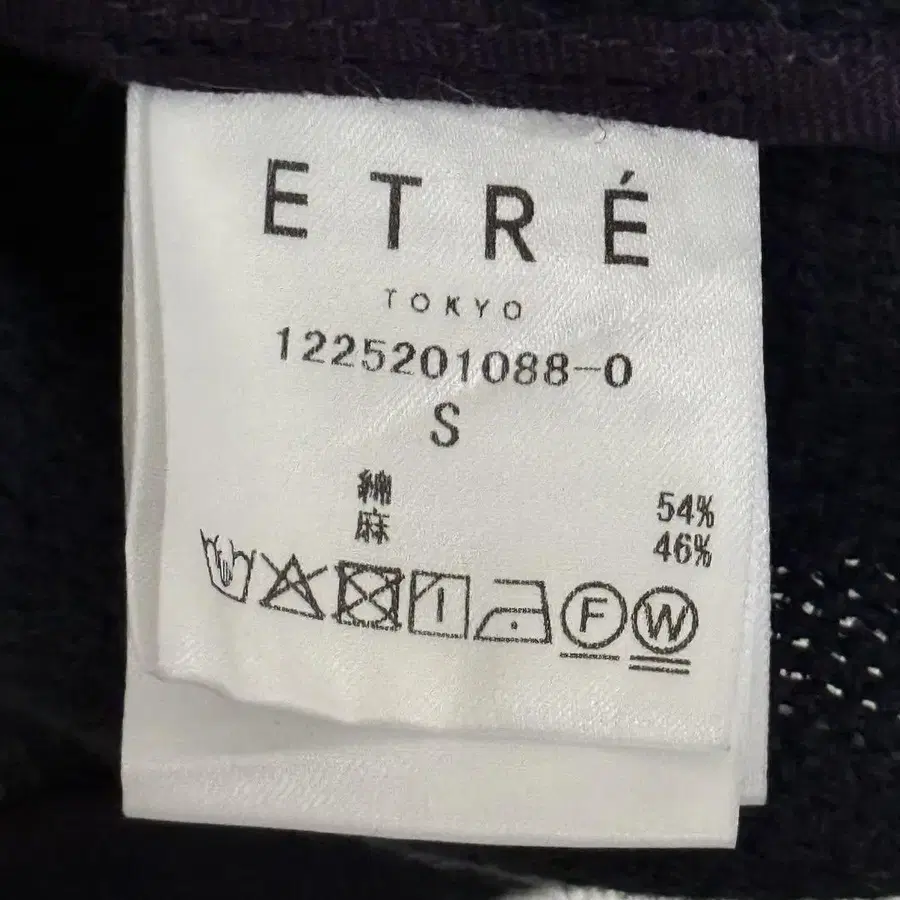 ETRÉ
TOKYO
1225201088-0
S
綿 54%
麻 46%
F W